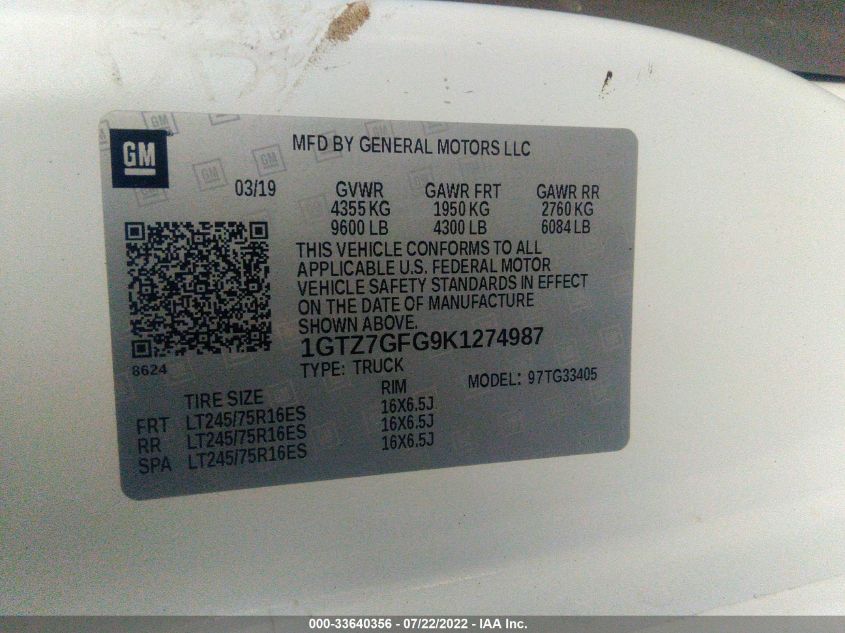 GM
MFD BY GENERAL MOTORS LLC
03/19 GVWR GAWR FRT GAWR RR
4355 KG 1950 KG 2760 KG
9600 LB 4300 LB 6084 LB
THIS VEHICLE CONFORMS TO ALL
APPLICABLE U.S. FEDERAL MOTOR
VEHICLE SAFETY STANDARDS IN EFFECT
ON THE DATE OF MANUFACTURE
SHOWN ABOVE.
1GTZ7GFG9K1274987
8624
TYPE: TRUCK MODEL: 97TG33405
TIRE SIZE RIM
FRT LT245/75R16ES 16X6.5J
RR LT245/75R16ES 16X6.5J
SPA LT245/75R16ES 16X6.5J
000-33640356 - 07/22/2022 - IAA Inc.